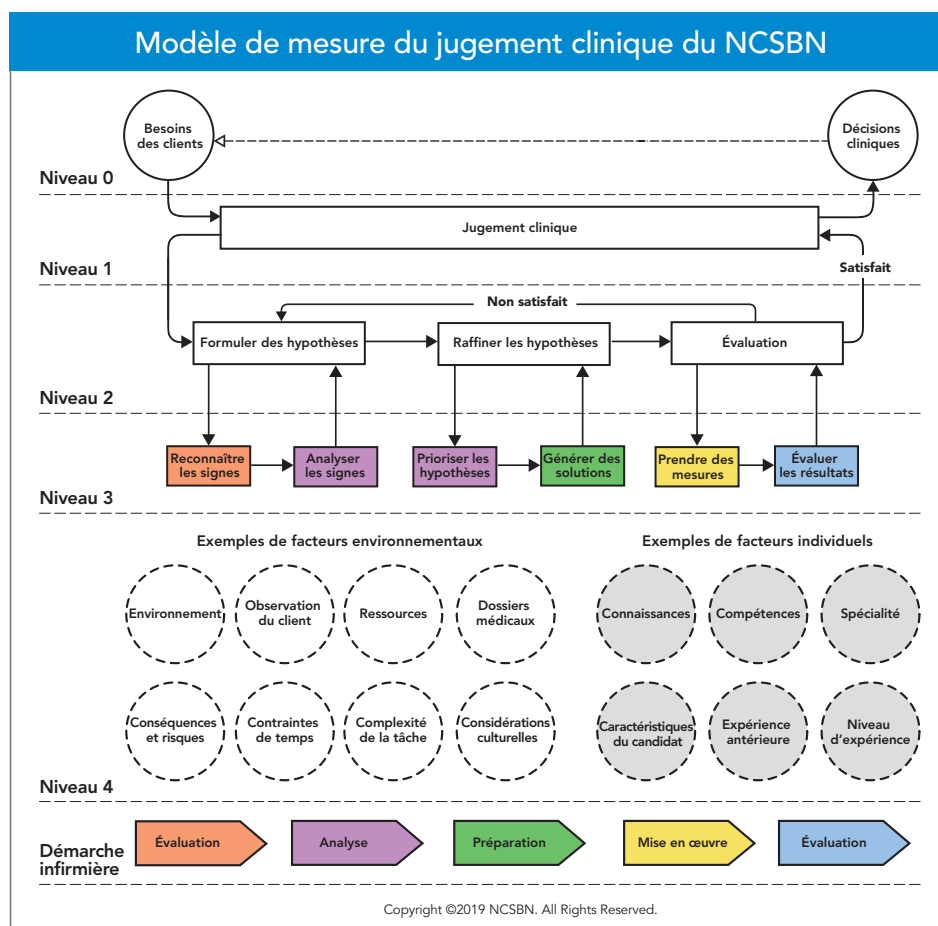 Modèle de mesure du jugement clinique du NCSBN
Besoins
des clients
Décisions
cliniques
Niveau 0
Jugement clinique
Niveau 1
Satisfait
Non satisfait
Formuler des hypothèses
Raffiner les hypothèses
Évaluation
Niveau 2
Reconnaître
les signes
Analyser
les signes
Prioriser les
hypothèses
Générer des
solutions
Prendre des
mesures
Évaluer
les résultats
Niveau 3
Exemples de facteurs environnementaux
Exemples de facteurs individuels
Environnement
Observation
du client
Ressources
Dossiers
médicaux
Connaissances
Compétences
Spécialité
Conséquences
et risques
Contraintes
de temps
Complexité
de la tâche
Considérations
culturelles
Caractéristiques
du candidat
Expérience
antérieure
Niveau
d'expérience
Niveau 4
Démarche
infirmière
Évaluation
Analyse
Préparation
Mise en œuvre
Évaluation
Copyright ©2019 NCSBN. All Rights Reserved.